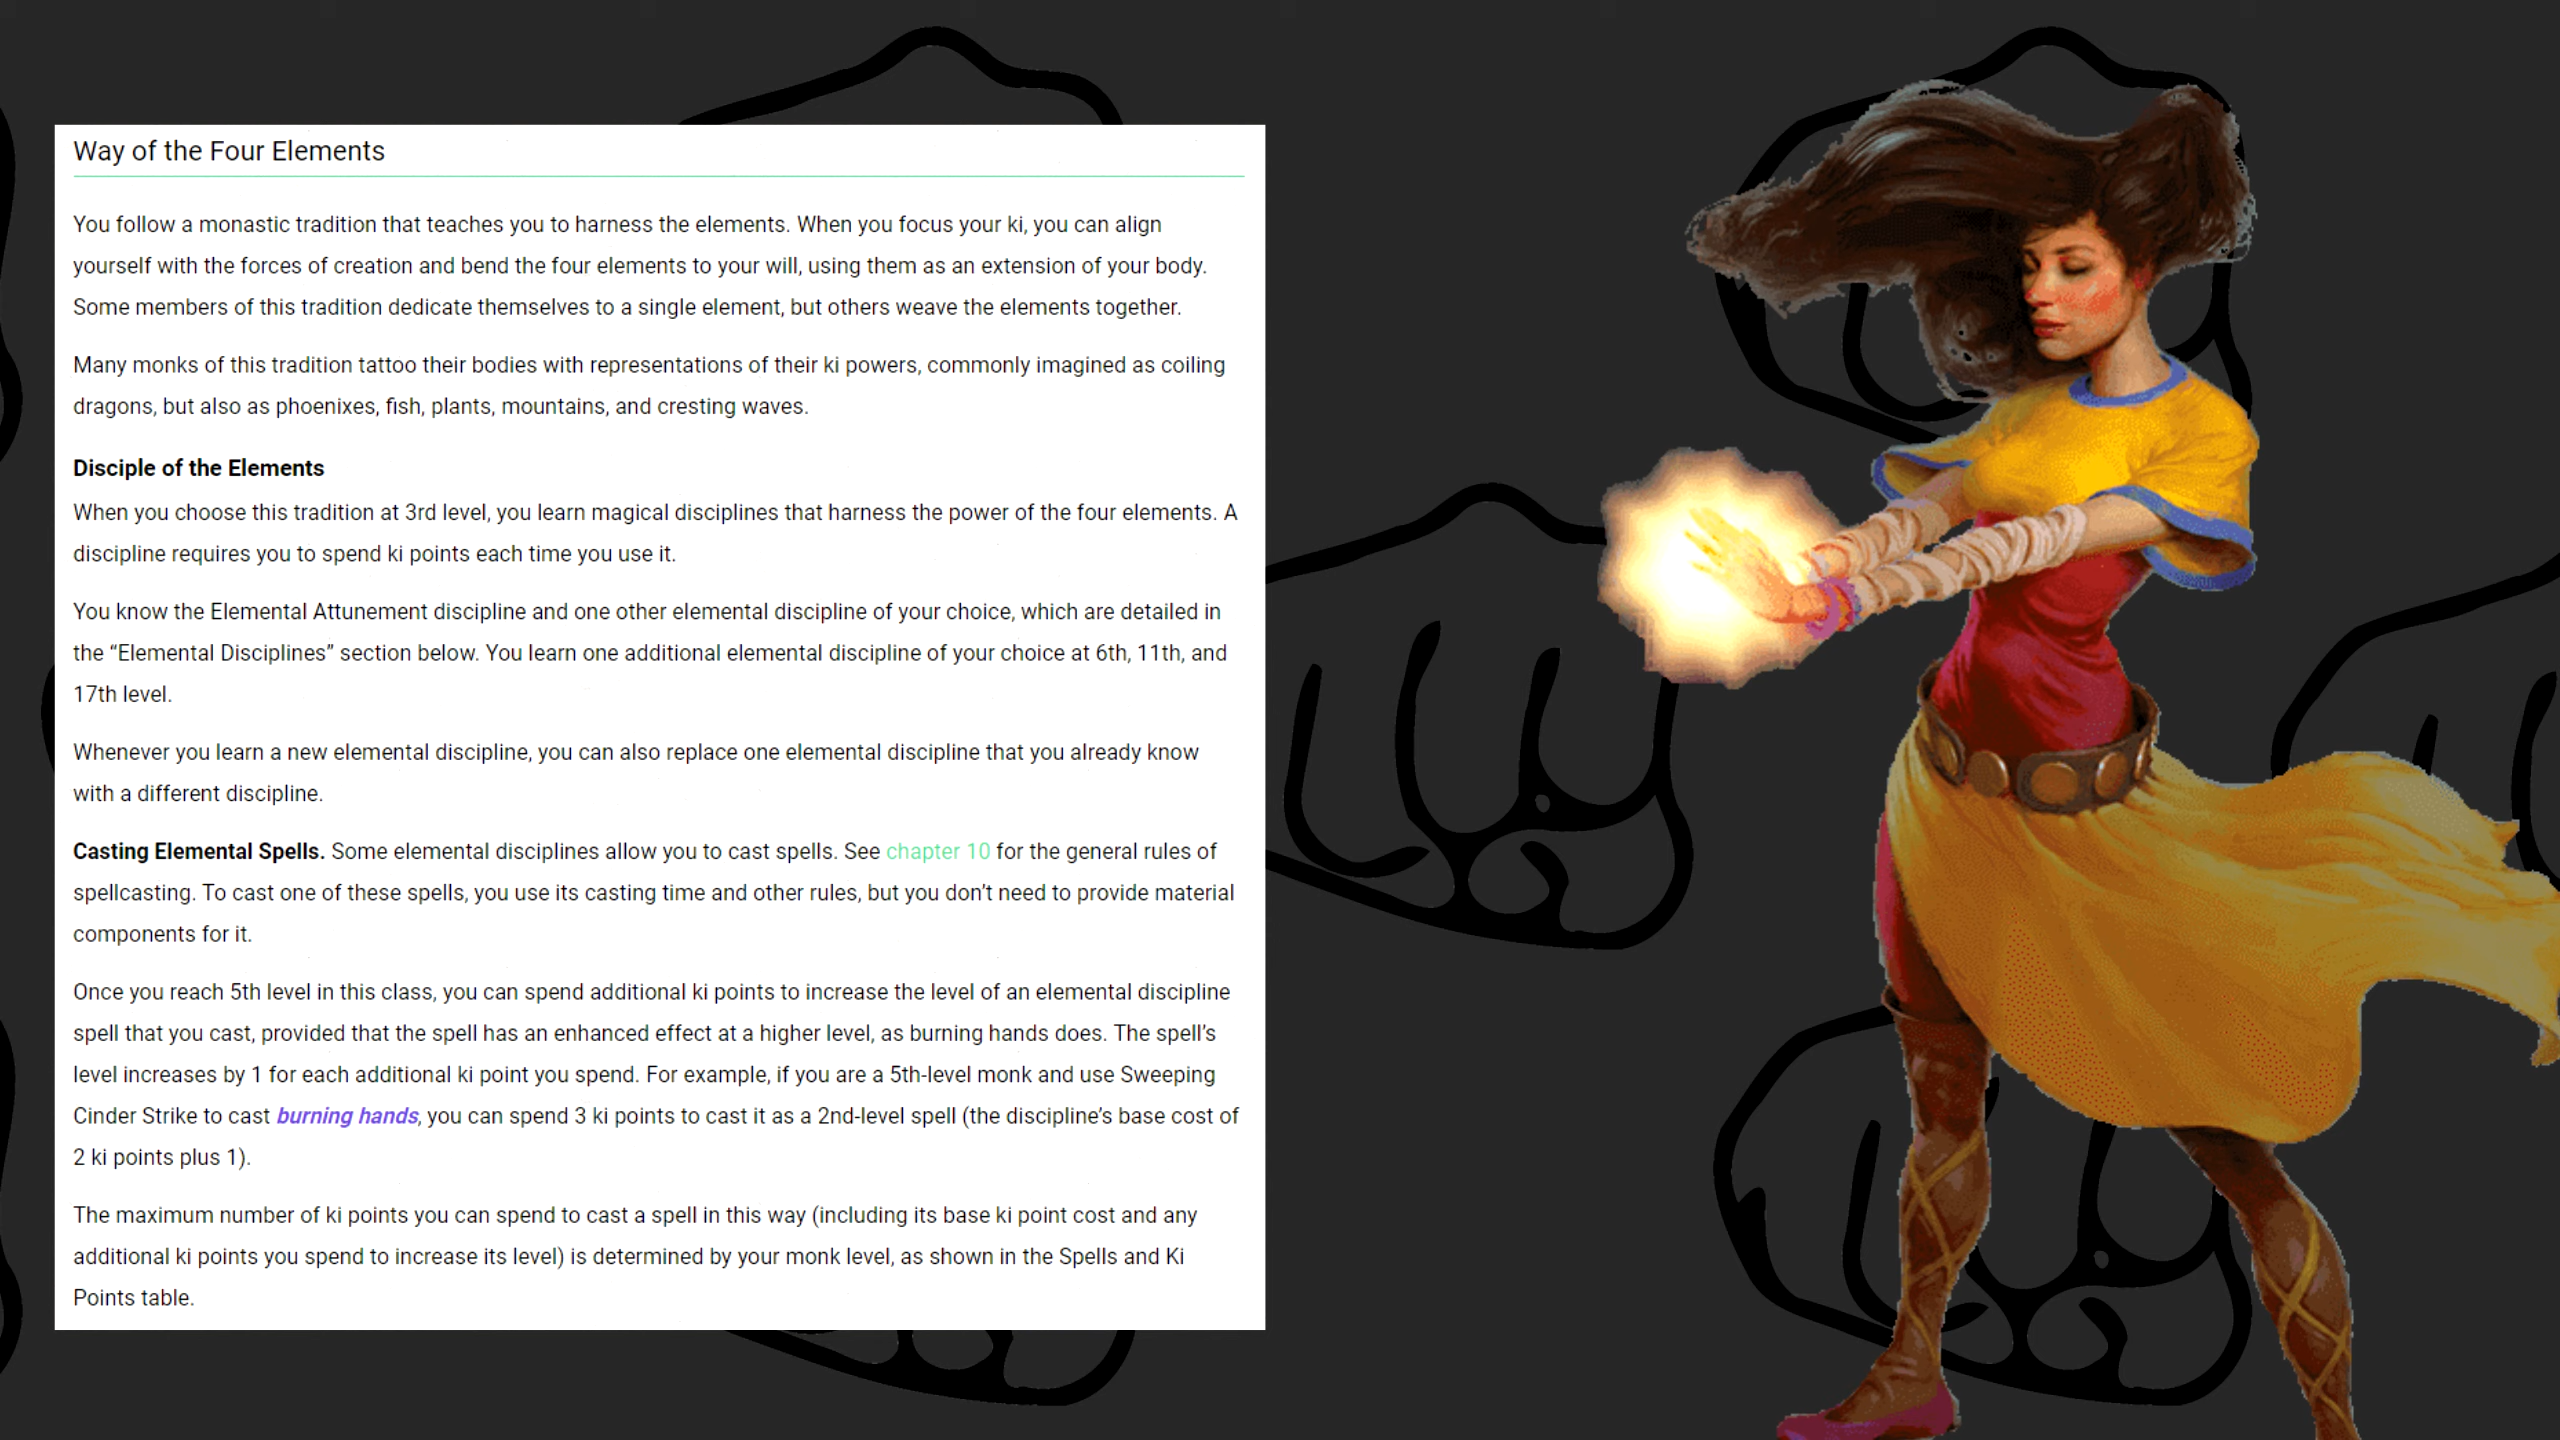 Way of the Four Elements
You follow a monastic tradition that teaches you to harness the elements. When you focus your ki, you can align
yourself with the forces of creation and bend the four elements to your will, using them as an extension of your body.
Some members of this tradition dedicate themselves to a single element, but others weave the elements together.
Many monks of this tradition tattoo their bodies with representations of their ki powers, commonly imagined as coiling
dragons, but also as phoenixes, fish, plants, mountains, and cresting waves.
Disciple of the Elements
When you choose this tradition at 3rd level, you learn magical disciplines that harness the power of the four elements. A
discipline requires you to spend ki points each time you use it.
You know the Elemental Attunement discipline and one other elemental discipline of your choice, which are detailed in
the “Elemental Disciplines” section below. You learn one additional elemental discipline of your choice at 6th, 11th, and
17th level.
Whenever you learn a new elemental discipline, you can also replace one elemental discipline that you already know
with a different discipline.
Casting Elemental Spells. Some elemental disciplines allow you to cast spells. See chapter 10 for the general rules of
spellcasting. To cast one of these spells, you use its casting time and other rules, but you don’t need to provide material
components for it.
Once you reach 5th level in this class, you can spend additional ki points to increase the level of an elemental discipline
spell that you cast, provided that the spell has an enhanced effect at a higher level, as burning hands does. The spell’s
level increases by 1 for each additional ki point you spend. For example, if you are a 5th-level monk and use Sweeping
Cinder Strike to cast burning hands, you can spend 3 ki points to cast it as a 2nd-level spell (the discipline’s base cost of
2 ki points plus 1).
The maximum number of ki points you can spend to cast a spell in this way (including its base ki point cost and any
additional ki points you spend to increase its level) is determined by your monk level, as shown in the Spells and Ki
Points table.